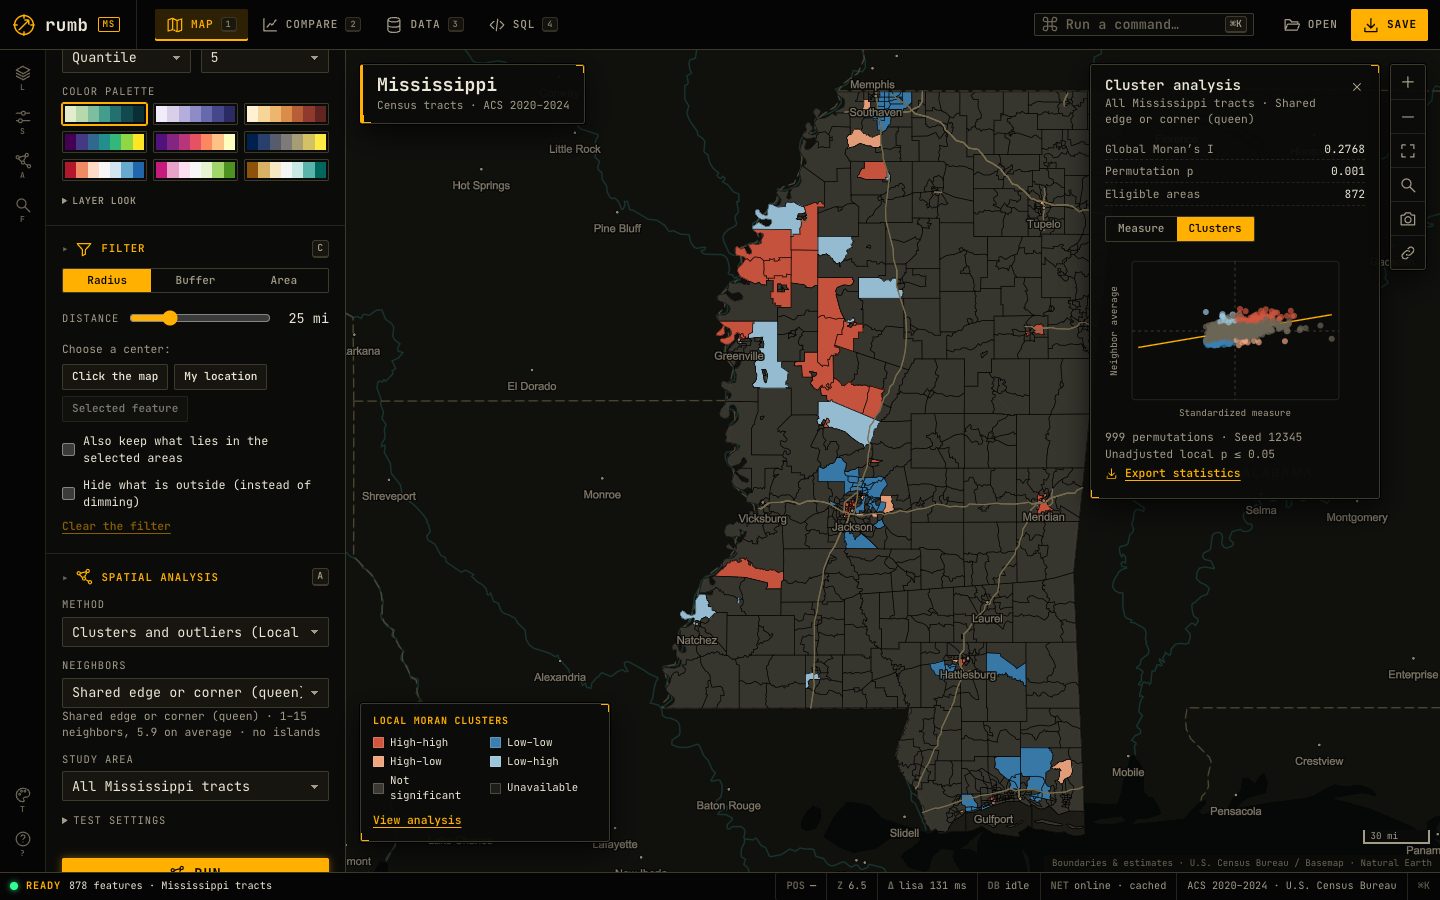 rumb MS
MAP 1
COMPARE 2
DATA 3
SQL 4
Run a command… ⌘K
OPEN
SAVE
L
S
A
F
T
?
Quantile
5
COLOR PALETTE
LAYER LOOK
FILTER C
Radius
Buffer
Area
DISTANCE 25 mi
Choose a center:
Click the map
My location
Selected feature
Also keep what lies in the
selected areas
Hide what is outside (instead of
dimming)
Clear the filter
SPATIAL ANALYSIS A
METHOD
Clusters and outliers (Local
NEIGHBORS
Shared edge or corner (queen)
Shared edge or corner (queen) · 1–15
neighbors, 5.9 on average · no islands
STUDY AREA
All Mississippi tracts
TEST SETTINGS
RUN
Mississippi
Census tracts · ACS 2020–2024
Memphis
Southaven
Little Rock
Hot Springs
Pine Bluff
Tupelo
arkana
Greenville
El Dorado
Shreveport
Monroe
Vicksburg
Jackson
Meridian
Selma
Montgomery
Natchez
Laurel
Hattiesburg
Alexandria
Enterprise
Mobile
Crestview
Pensacola
Baton Rouge
Slidell
Gulfport
Lafayette
mont
Panam
LOCAL MORAN CLUSTERS
High-high
Low-low
High-low
Low-high
Not
significant
Unavailable
View analysis
Cluster analysis
All Mississippi tracts · Shared
edge or corner (queen)
Global Moran's I 0.2768
Permutation p 0.001
Eligible areas 872
Measure
Clusters
Neighbor average
Standardized measure
999 permutations · Seed 12345
Unadjusted local p ≤ 0.05
Export statistics
30 mi
Boundaries & estimates · U.S. Census Bureau / Basemap · Natural Earth
READY 878 features · Mississippi tracts
POS —
Z 6.5
Δ lisa 131 ms
DB idle
NET online · cached
ACS 2020–2024 · U.S. Census Bureau
⌘K